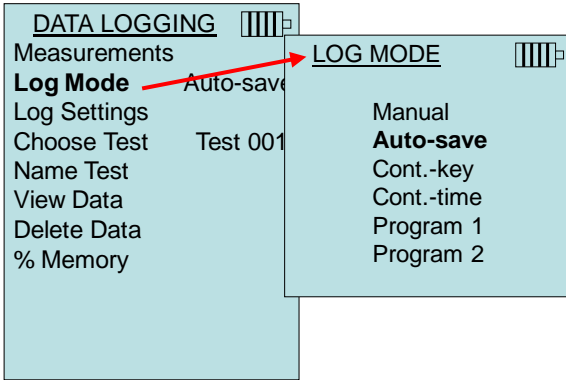 DATA LOGGING
Measurements
Log Mode Auto-save
Log Settings
Choose Test Test 001
Name Test
View Data
Delete Data
% Memory
LOG MODE
Manual
Auto-save
Cont.-key
Cont.-time
Program 1
Program 2